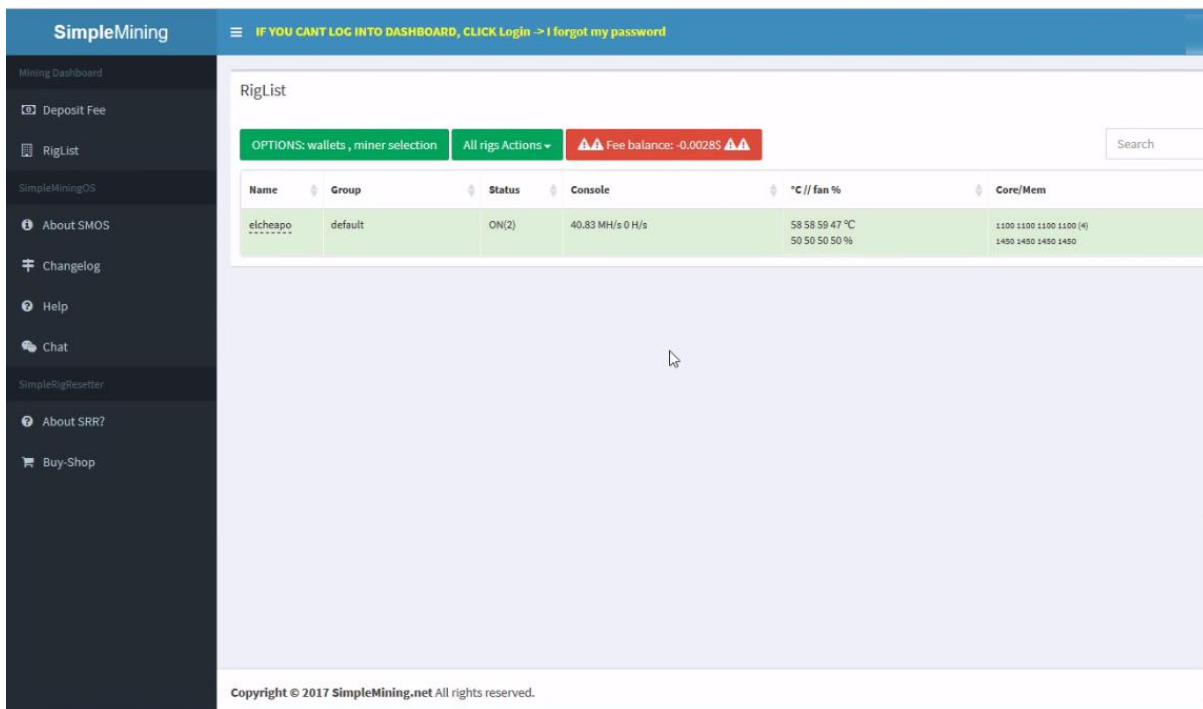 SimpleMining
IF YOU CANT LOG INTO DASHBOARD, CLICK Login -> I forgot my password
Mining Dashboard
Deposit Fee
RigList
SimpleMiningOS
About SMOS
Changelog
Help
Chat
SimpleRigResetter
About SRR?
Buy-Shop
RigList
OPTIONS: wallets , miner selection All rigs Actions Fee balance: -0.0028$ Search
Name Group Status Console °C // fan % Core/Mem
elcheapo default ON(2) 40.83 MH/s 0 H/s 58 58 59 47 °C 1100 1100 1100 1100 (4)
50 50 50 50 % 1450 1450 1450 1450
Copyright © 2017 SimpleMining.net All rights reserved.